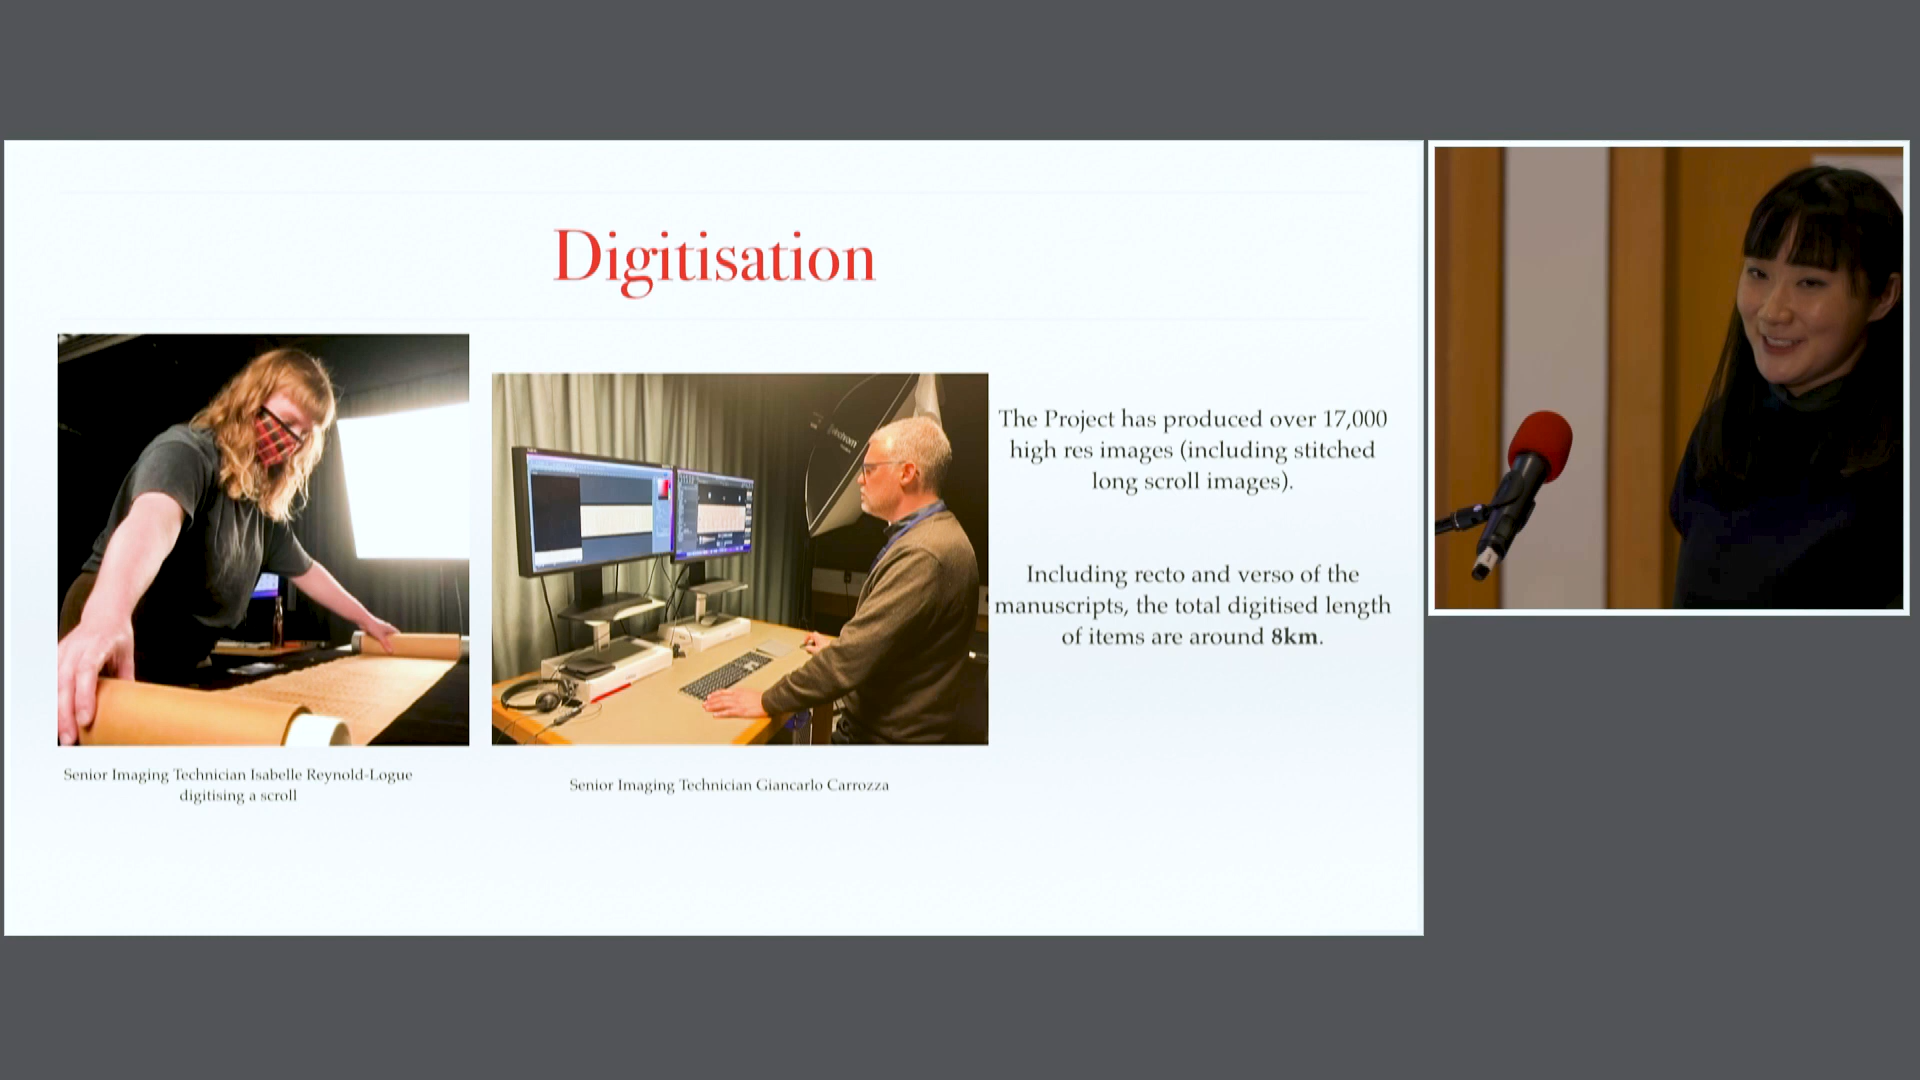 Digitisation
The Project has produced over 17,000
high res images (including stitched
long scroll images).
Including recto and verso of the
manuscripts, the total digitised length
of items are around 8km.
Senior Imaging Technician Isabelle Reynold-Logue
digitising a scroll
Senior Imaging Technician Giancarlo Carrozza